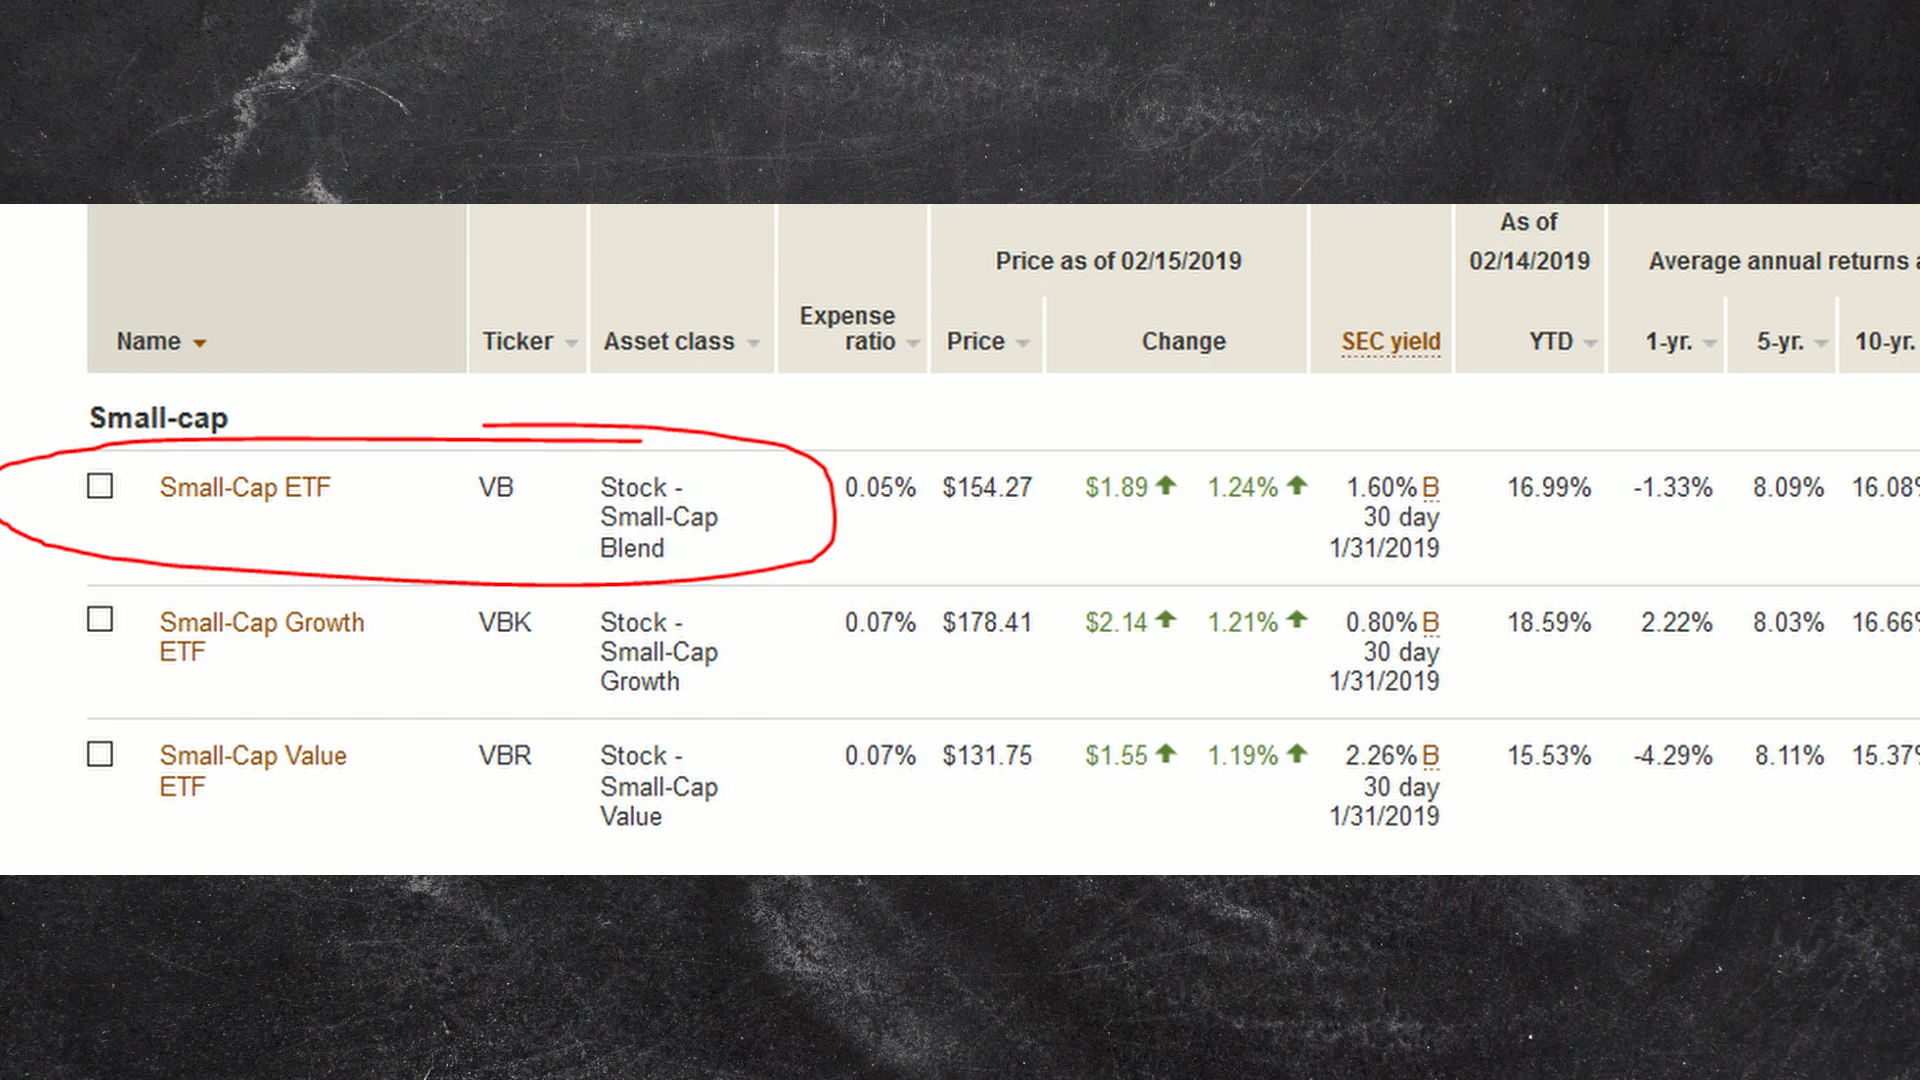 As of
Price as of 02/15/2019 02/14/2019 Average annual returns
Expense
Name Ticker Asset class ratio Price Change SEC yield YTD 1-yr. 5-yr. 10-yr.
Small-cap
Small-Cap ETF VB Stock - 0.05% $154.27 $1.89 1.24% 1.60% B 16.99% -1.33% 8.09% 16.08%
Small-Cap 30 day
Blend 1/31/2019
Small-Cap Growth VBK Stock - 0.07% $178.41 $2.14 1.21% 0.80% B 18.59% 2.22% 8.03% 16.66%
ETF Small-Cap 30 day
Growth 1/31/2019
Small-Cap Value VBR Stock - 0.07% $131.75 $1.55 1.19% 2.26% B 15.53% -4.29% 8.11% 15.37%
ETF Small-Cap 30 day
Value 1/31/2019